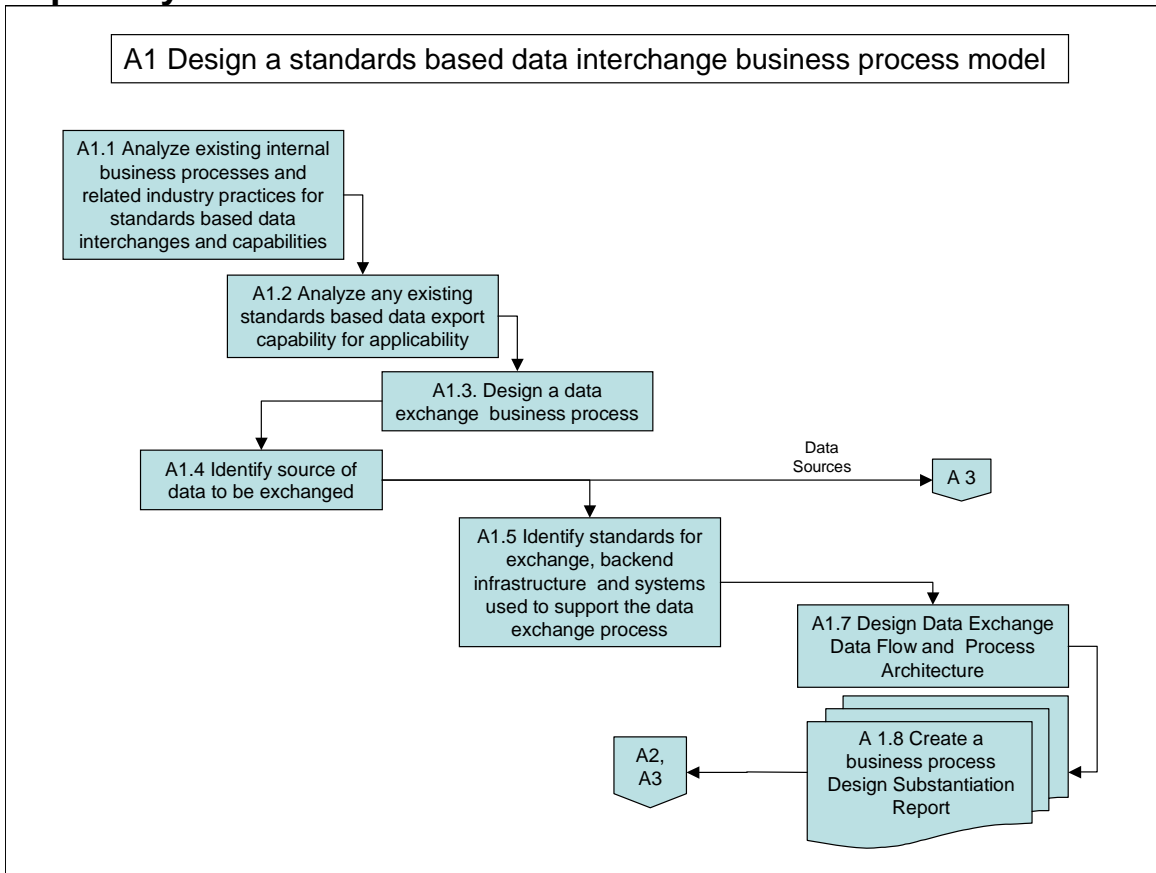 A1 Design a standards based data interchange business process model
A1.1 Analyze existing internal
business processes and
related industry practices for
standards based data
interchanges and capabilities
A1.2 Analyze any existing
standards based data export
capability for applicability
A1.3. Design a data
exchange business process
A1.4 Identify source of
data to be exchanged
Data
Sources
A 3
A1.5 Identify standards for
exchange, backend
infrastructure and systems
used to support the data
exchange process
A1.7 Design Data Exchange
Data Flow and Process
Architecture
A 1.8 Create a
business process
Design Substantiation
Report
A2,
A3